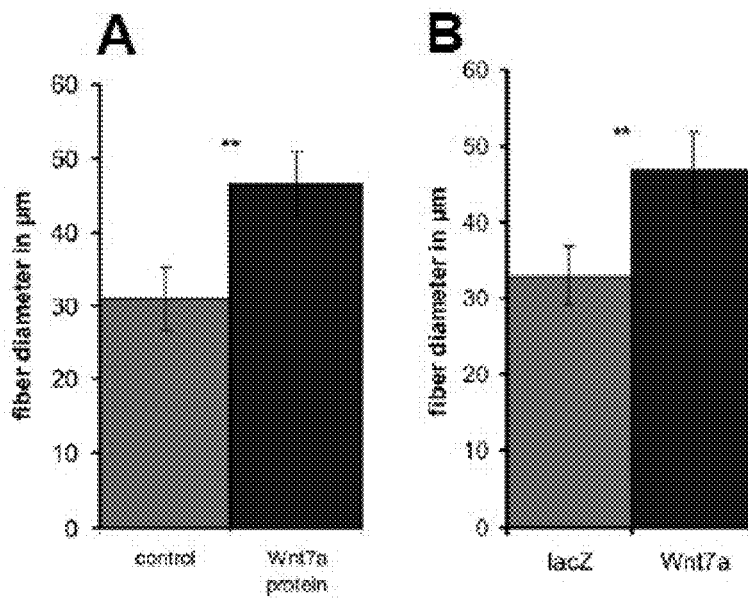 A
fiber diameter in µm
60
50
40
30
20
10
0
**
control
Wnt7a
protein
B
fiber diameter in µm
60
50
40
30
20
10
0
**
lacZ
Wnt7a